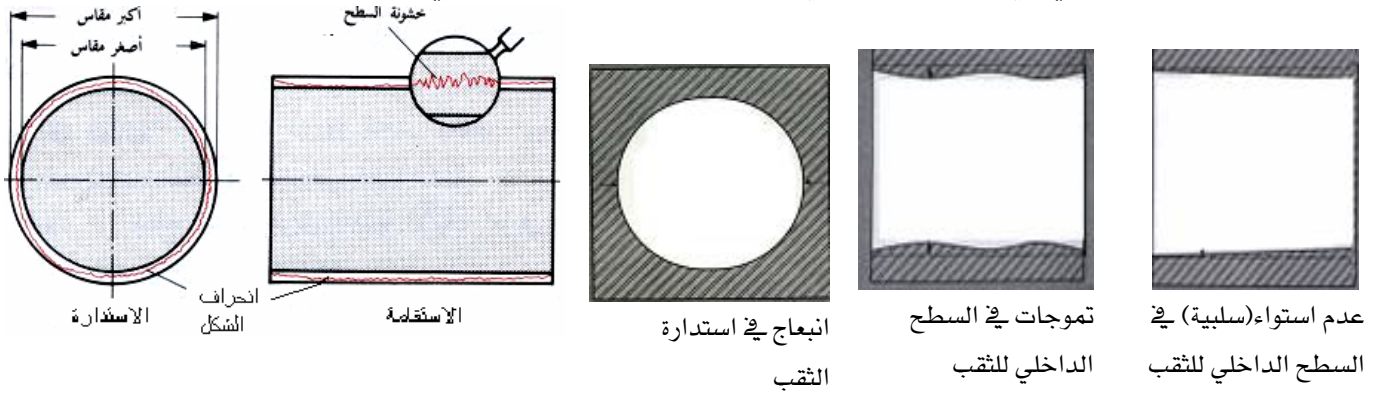 أكبر مقاس
أصغر مقاس
خشونة السطح
الاستدارة
انحراف
الشكل
الاستقامة
انبعاج في استدارة
الثقب
تموجات في السطح
الداخلي للثقب
عدم استواء(سلبية) في
السطح الداخلي للثقب